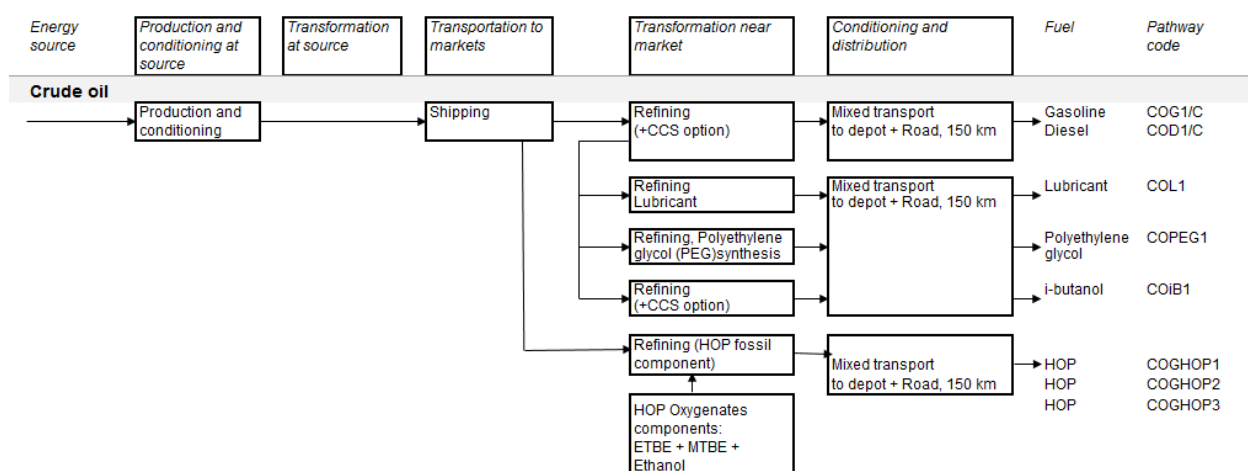 Energy source
Production and conditioning at source
Transformation at source
Transportation to markets
Transformation near market
Conditioning and distribution
Fuel
Pathway code
Crude oil
Production and conditioning
Shipping
Refining
(+CCS option)
Mixed transport
to depot + Road, 150 km
Gasoline
Diesel
COG1/C
COD1/C
Refining
Lubricant
Mixed transport
to depot + Road, 150 km
Lubricant
COL1
Refining, Polyethylene
glycol (PEG)synthesis
Polyethylene
glycol
COPEG1
Refining
(+CCS option)
i-butanol
COiB1
Refining (HOP fossil
component)
Mixed transport
to depot + Road, 150 km
HOP
COGHOP1
HOP
COGHOP2
HOP
COGHOP3
HOP Oxygenates
components:
ETBE + MTBE +
Ethanol